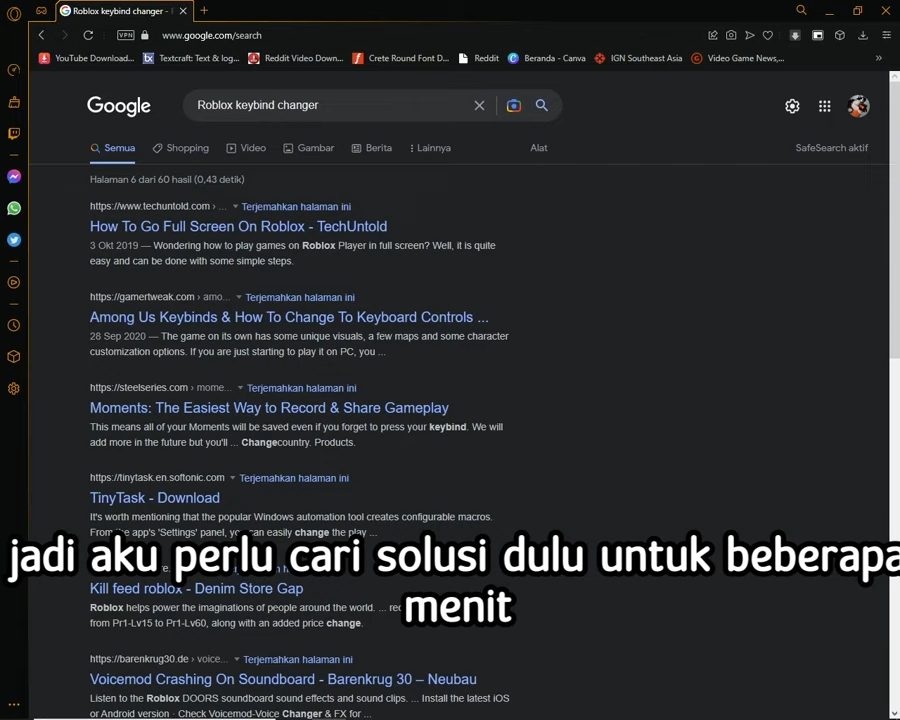 Roblox keybind changer -
VPN
www.google.com/search
YouTube Download...
Textcraft: Text & log...
Reddit Video Down...
Crete Round Font D...
Reddit
Beranda - Canva
IGN Southeast Asia
Video Game News,...
Google
Roblox keybind changer
Semua
Shopping
Video
Gambar
Berita
Lainnya
Alat
SafeSearch aktif
Halaman 6 dari 60 hasil (0,43 detik)
https://www.techuntold.com › ... Terjemahkan halaman ini
How To Go Full Screen On Roblox - TechUntold
3 Okt 2019 — Wondering how to play games on Roblox Player in full screen? Well, it is quite
easy and can be done with some simple steps.
https://gamertweak.com › amo... Terjemahkan halaman ini
Among Us Keybinds & How To Change To Keyboard Controls ...
28 Sep 2020 — The game on its own has some unique visuals, a few maps and some character
customization options. If you are just starting to play it on PC, you ...
https://steelseries.com › mome... Terjemahkan halaman ini
Moments: The Easiest Way to Record & Share Gameplay
This means all of your Moments will be saved even if you forget to press your keybind. We will
add more in the future but you'll ... Changecountry. Products.
https://tinytask.en.softonic.com Terjemahkan halaman ini
TinyTask - Download
It's worth mentioning that the popular Windows automation tool creates configurable macros.
From the app's 'Settings' panel, you can easily change the play ...
jadi aku perlu cari solusi dulu untuk beberapa
menit
Kill feed roblox - Denim Store Gap
Roblox helps power the imaginations of people around the world. ...
from Pr1-Lv15 to Pr1-Lv60, along with an added price change.
https://barenkrug30.de › voice... Terjemahkan halaman ini
Voicemod Crashing On Soundboard - Barenkrug 30 – Neubau
Listen to the Roblox DOORS soundboard sound effects and sound clips. ... Install the latest iOS
or Android version · Check Voicemod-Voice Changer & FX for ...